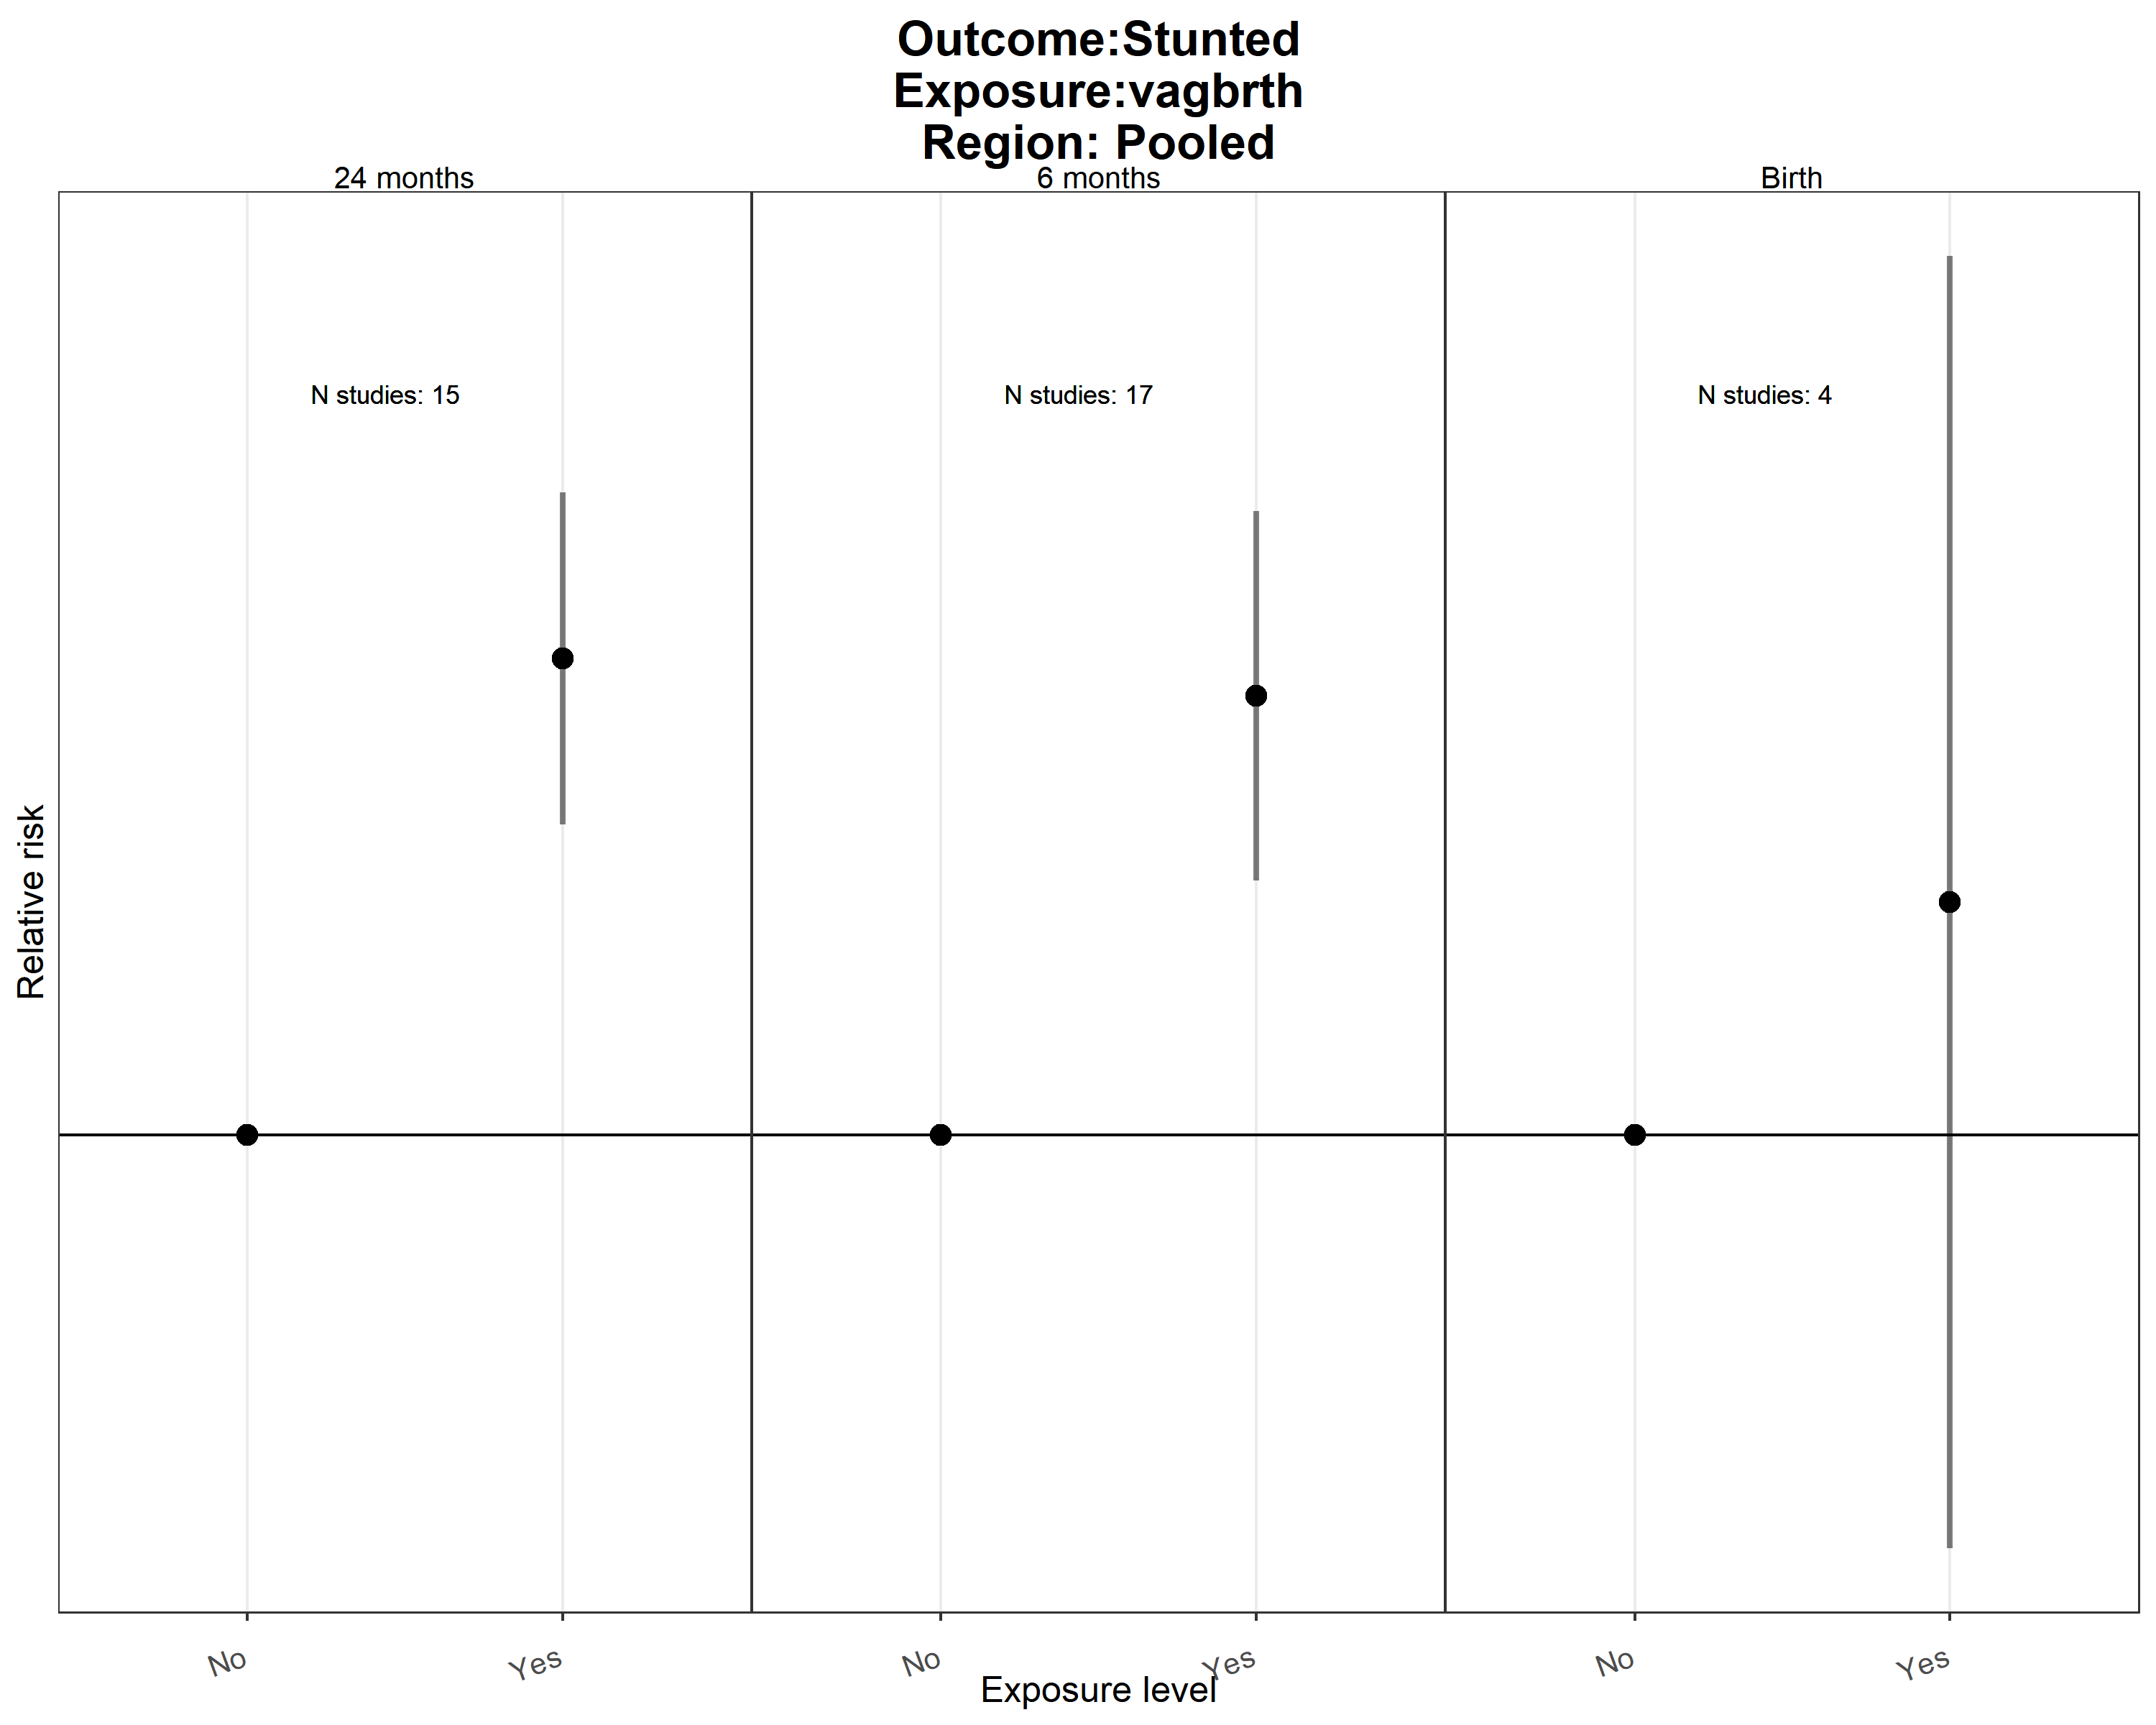 Outcome:Stunted
Exposure:vagbrth
Region: Pooled
24 months
6 months
Birth
N studies: 15
N studies: 17
N studies: 4
Relative risk
No
Yes
No
Yes
No
Yes
Exposure level